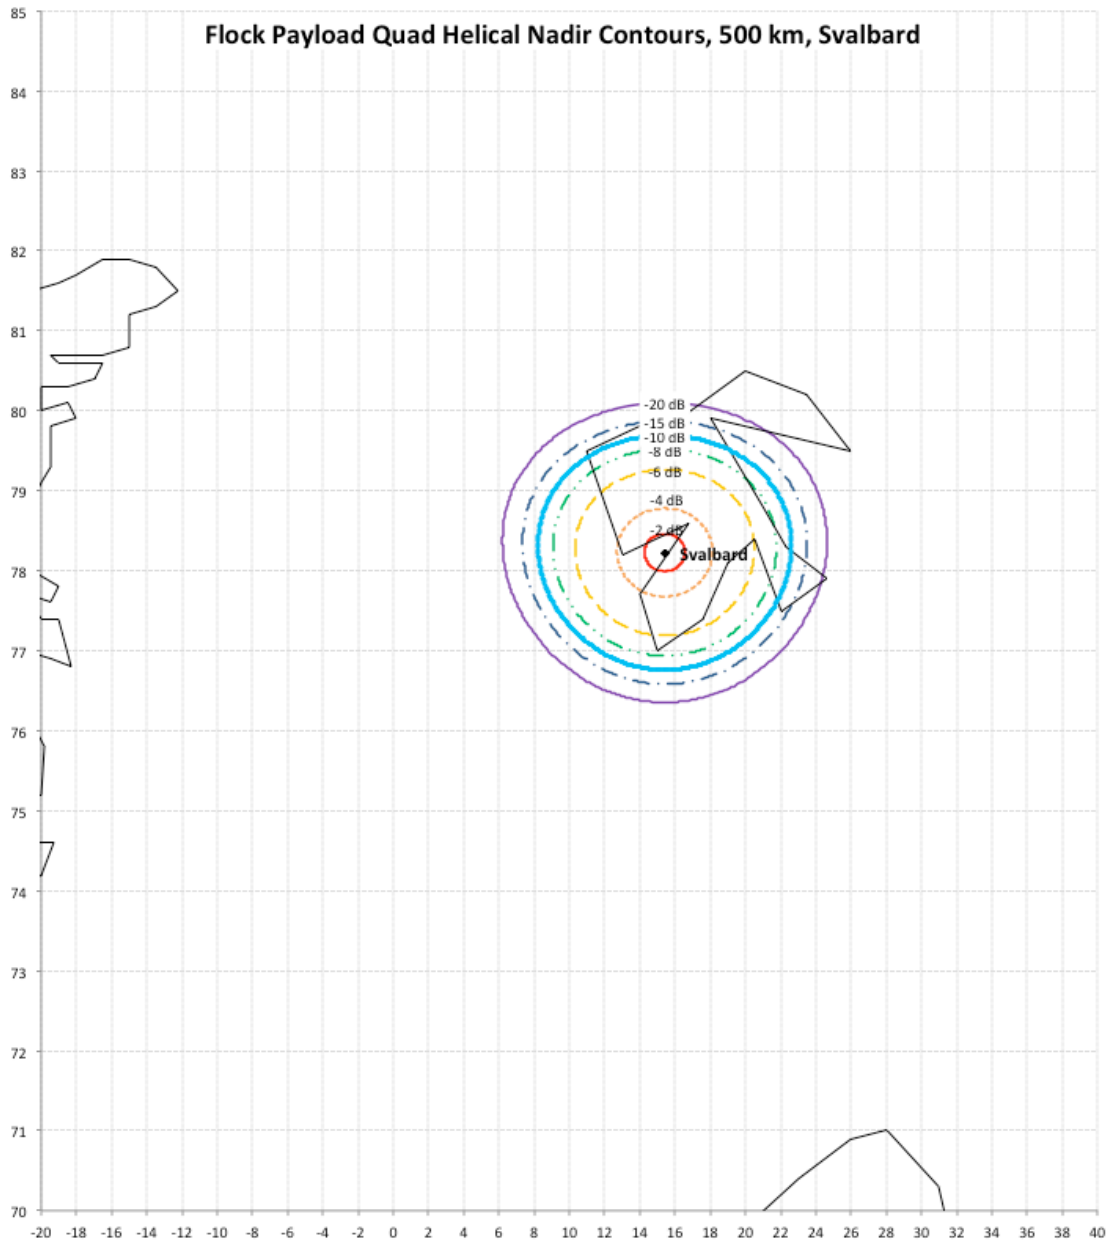 Flock Payload Quad Helical Nadir Contours, 500 km, Svalbard
85
84
83
82
81
80
79
78
77
76
75
74
73
72
71
70
-20 dB
-15 dB
-10 dB
-8 dB
-6 dB
-4 dB
-2 dB
Svalbard
-20 -18 -16 -14 -12 -10 -8 -6 -4 -2 0 2 4 6 8 10 12 14 16 18 20 22 24 26 28 30 32 34 36 38 40